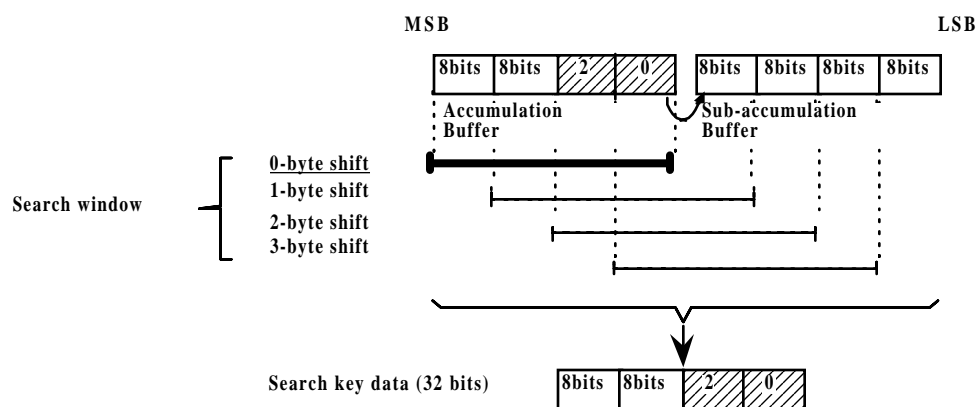 MSB LSB
8bits 8bits 2 0 8bits 8bits 8bits 8bits
Accumulation Buffer
Sub-accumulation Buffer
Search window
0-byte shift
1-byte shift
2-byte shift
3-byte shift
Search key data (32 bits)
8bits 8bits 2 0